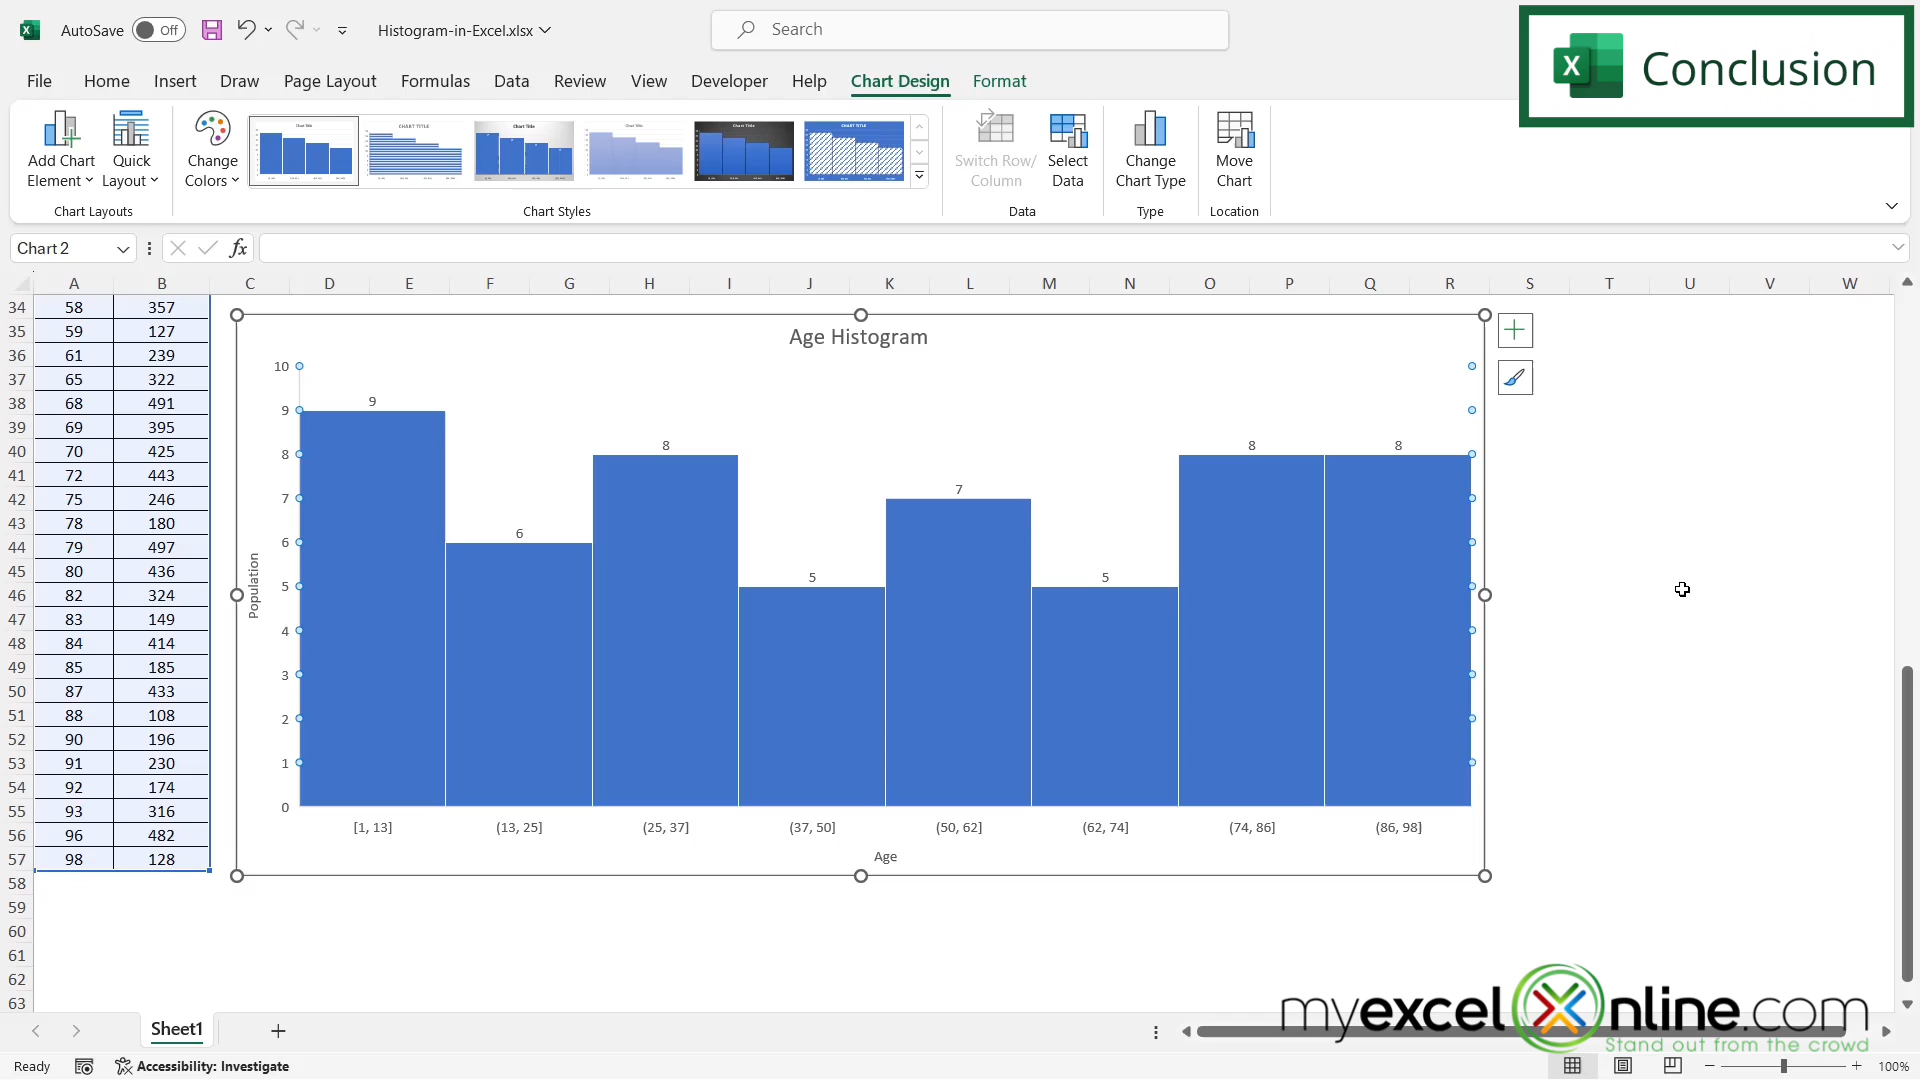 AutoSave Off Histogram-in-Excel.xlsx Search
X Conclusion
File Home Insert Draw Page Layout Formulas Data Review View Developer Help Chart Design Format
Add Chart Element Quick Layout Change Colors Switch Row/ Column Select Data Change Chart Type Move Chart
Chart Layouts Chart Styles Data Type Location
Chart 2 fx
A B C D E F G H I J K L M N O P Q R S T U V W
34 58 357
35 59 127
36 61 239
37 65 322
38 68 491
39 69 395
40 70 425
41 72 443
42 75 246
43 78 180
44 79 497
45 80 436
46 82 324
47 83 149
48 84 414
49 85 185
50 87 433
51 88 108
52 90 196
53 91 230
54 92 174
55 93 316
56 96 482
57 98 128
58
59
60
61
62
63
Age Histogram
10
9
8
7
6
5
4
3
2
1
0
Population
9 6 8 5 7 5 8 8
[1, 13] (13, 25] (25, 37] (37, 50] (50, 62] (62, 74] (74, 86] (86, 98]
Age
Sheet1
myexcelonline.com
Stand out from the crowd
Ready Accessibility: Investigate 100%